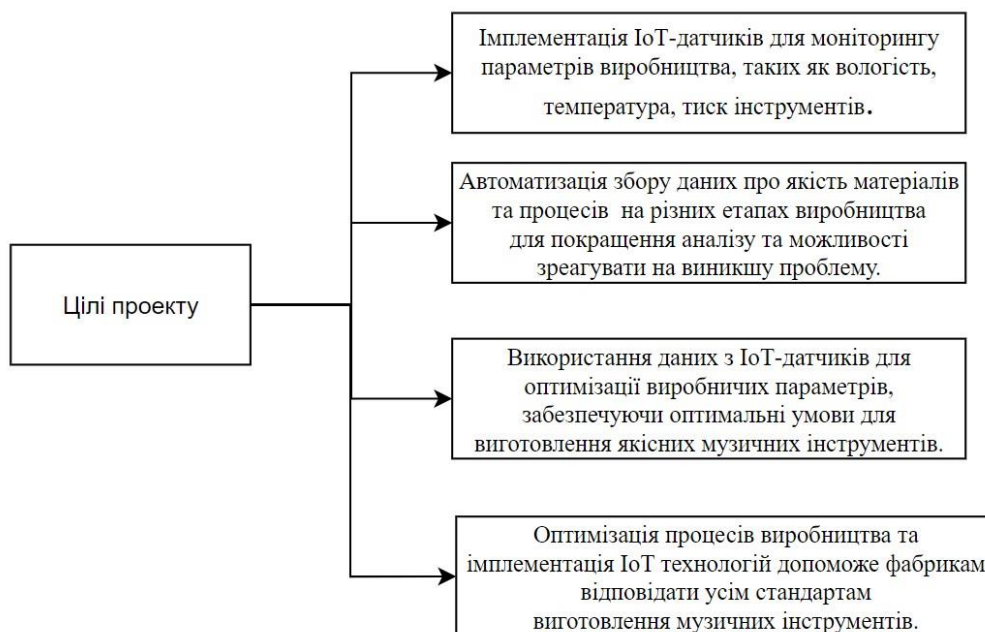 Цілі проекту
Імплементація IoT-датчиків для моніторингу
параметрів виробництва, таких як вологість,
температура, тиск інструментів.
Автоматизація збору даних про якість матеріалів
та процесів на різних етапах виробництва
для покращення аналізу та можливості
зреагувати на виникшу проблему.
Використання даних з IoT-датчиків для
оптимізації виробничих параметрів,
забезпечуючи оптимальні умови для
виготовлення якісних музичних інструментів.
Оптимізація процесів виробництва та
імплементація IoT технологій допоможе фабрикам
відповідати усім стандартам
виготовлення музичних інструментів.